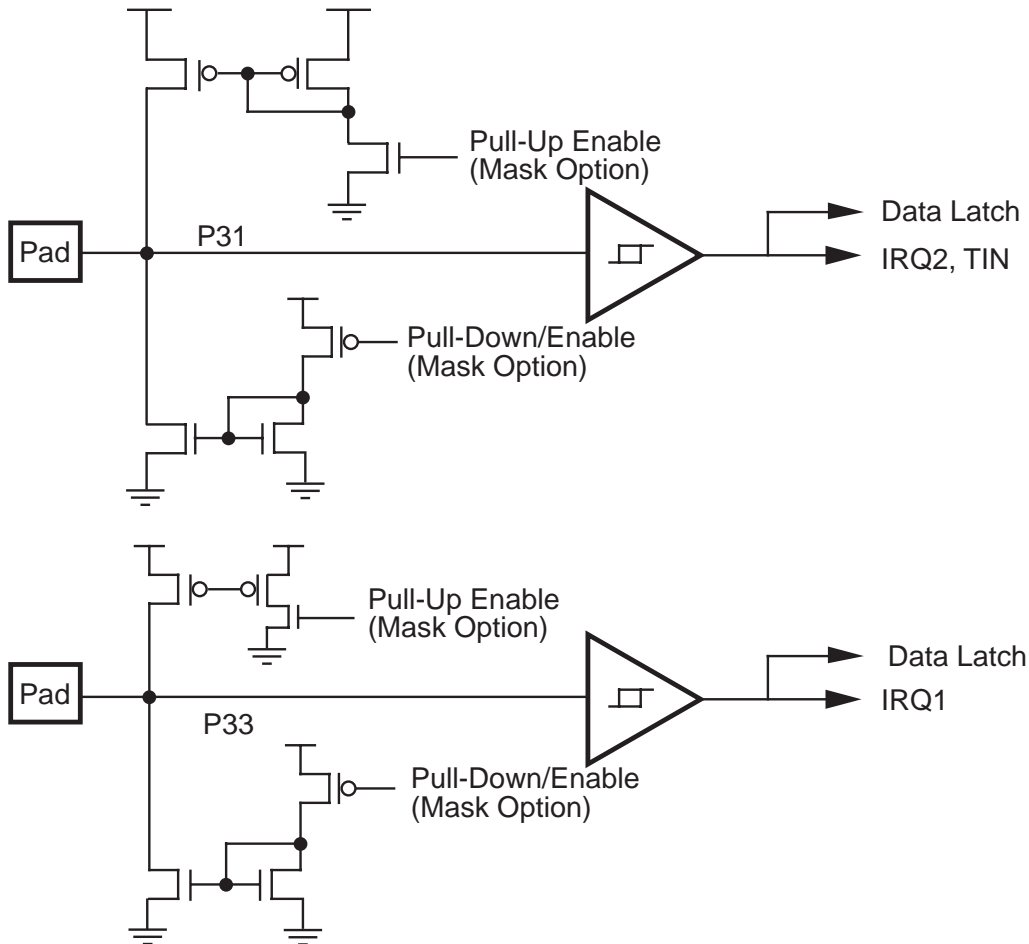 Pull-Up Enable
(Mask Option)
Data Latch
Pad
P31
IRQ2, TIN
Pull-Down/Enable
(Mask Option)
Pull-Up Enable
(Mask Option)
Data Latch
Pad
IRQ1
P33
Pull-Down/Enable
(Mask Option)